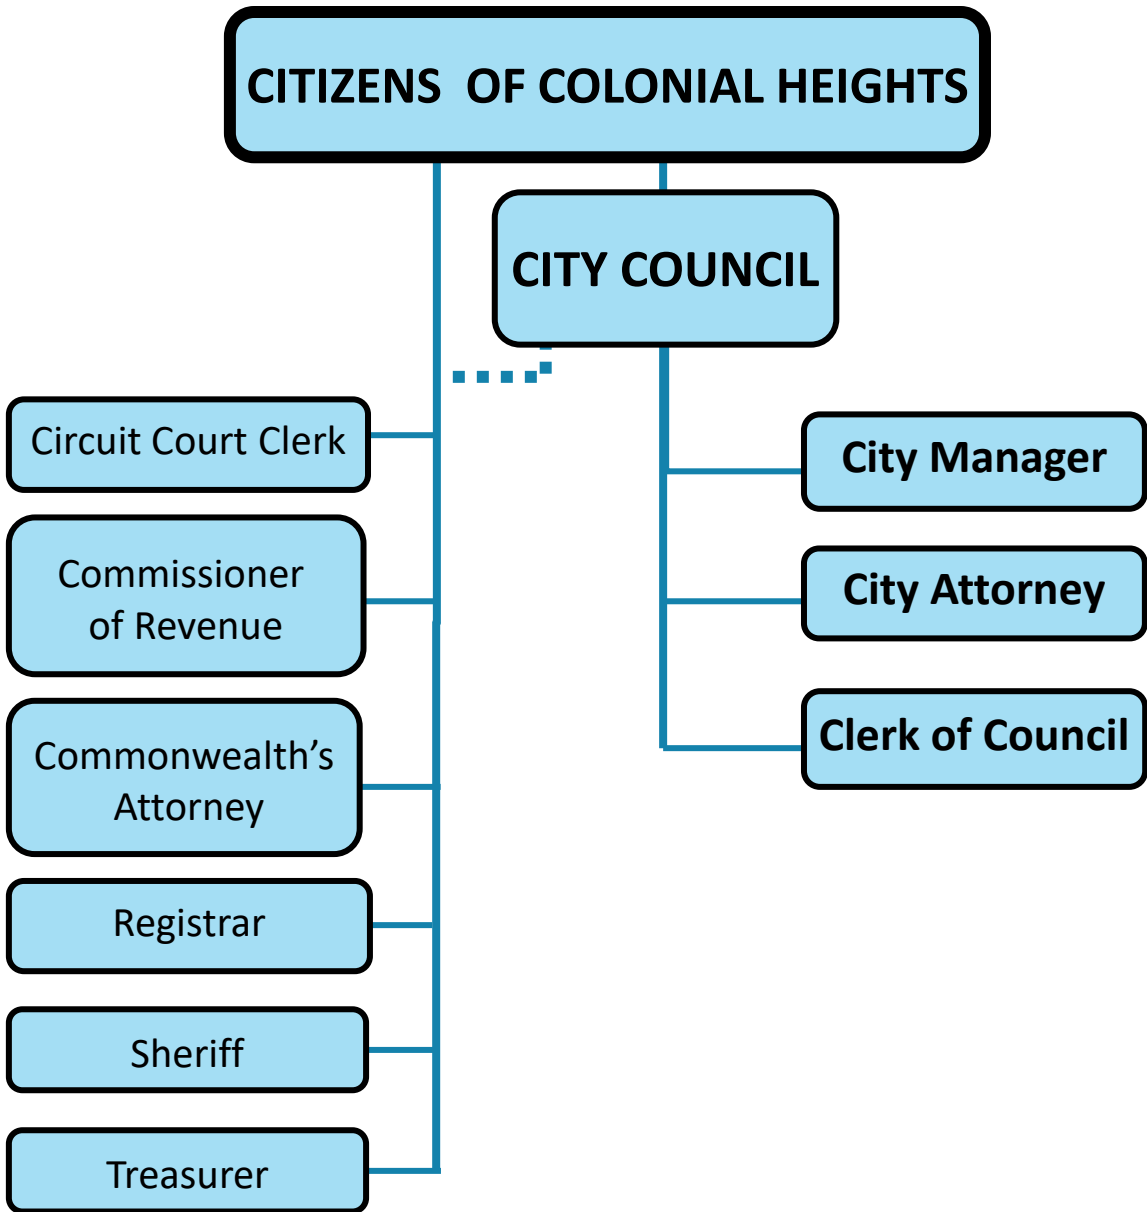 CITIZENS  OF COLONIAL HEIGHTS
CITY COUNCIL
Circuit Court Clerk
Commissioner
of Revenue
Commonwealth’s
Attorney
Registrar
Sheriff
Treasurer
City Manager
City Attorney
Clerk of Council